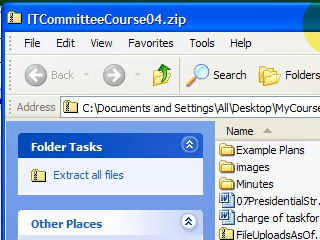 ITCommitteeCourse04.zip
File Edit View Favorites Tools Help
Back Search Folders
Address C:\Documents and Settings\All\Desktop\MyCourse
Name
Folder Tasks
Example Plans
images
Extract all files
Minutes
07PresidentialStr
charge of taskfor
Other Places
FileUploadsAsOf